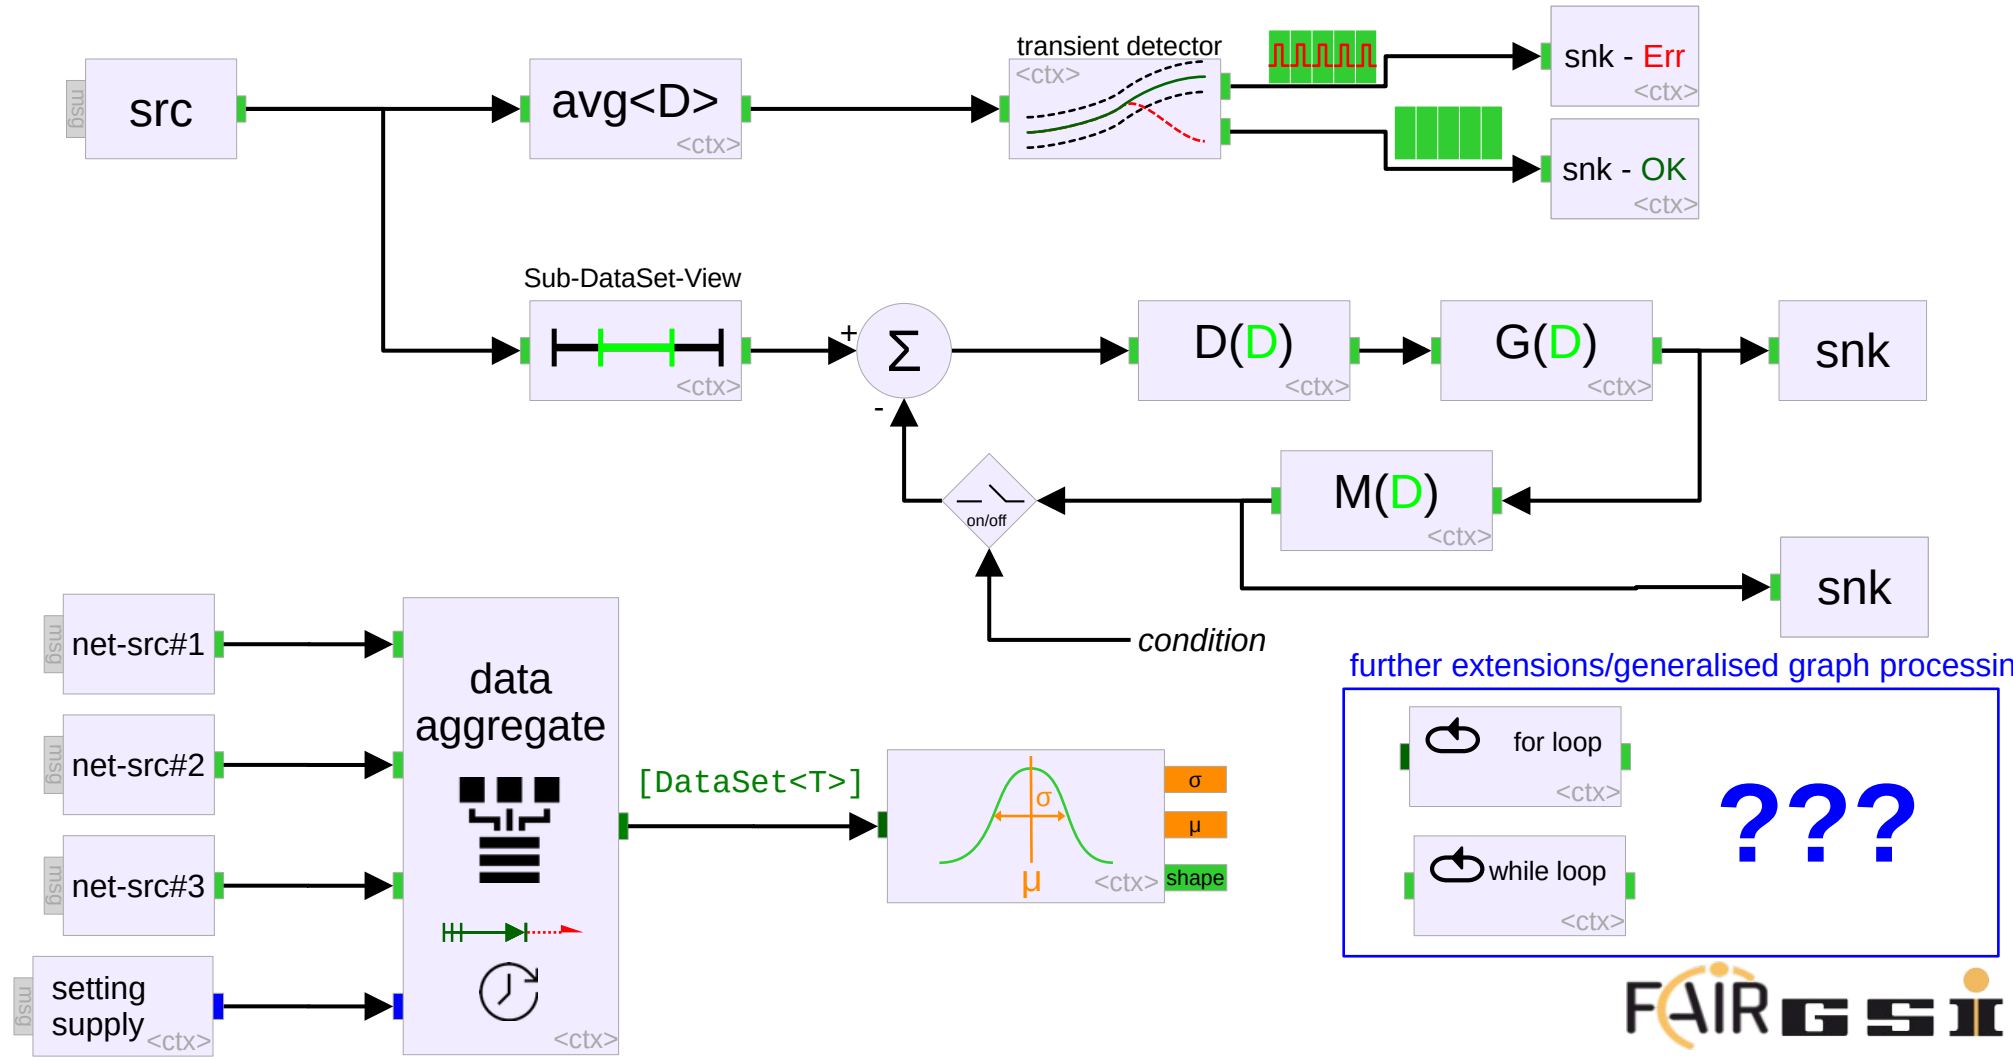 transient detector
msg
src
avg<D>
<ctx>
<ctx>
snk - Err
<ctx>
snk - OK
<ctx>
Sub-DataSet-View
<ctx>
+
Σ
-
D(D)
<ctx>
G(D)
<ctx>
snk
on/off
M(D)
<ctx>
snk
condition
msg
net-src#1
msg
net-src#2
msg
net-src#3
msg
setting
supply
<ctx>
data
aggregate
<ctx>
[DataSet<T>]
σ
μ
<ctx>
σ
μ
shape
further extensions/generalised graph processin
for loop
<ctx>
while loop
<ctx>
???
FAIR GSI